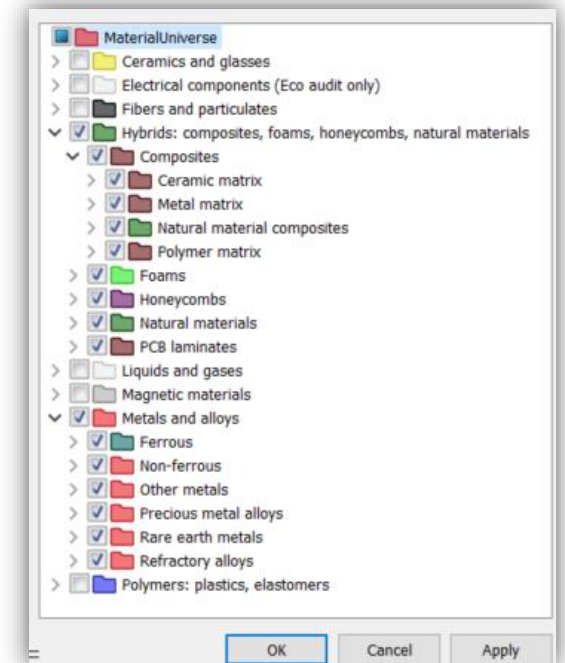 MaterialUniverse
Ceramics and glasses
Electrical components (Eco audit only)
Fibers and particulates
Hybrids: composites, foams, honeycombs, natural materials
Composites
Ceramic matrix
Metal matrix
Natural material composites
Polymer matrix
Foams
Honeycombs
Natural materials
PCB laminates
Liquids and gases
Magnetic materials
Metals and alloys
Ferrous
Non-ferrous
Other metals
Precious metal alloys
Rare earth metals
Refractory alloys
Polymers: plastics, elastomers
OK Cancel Apply